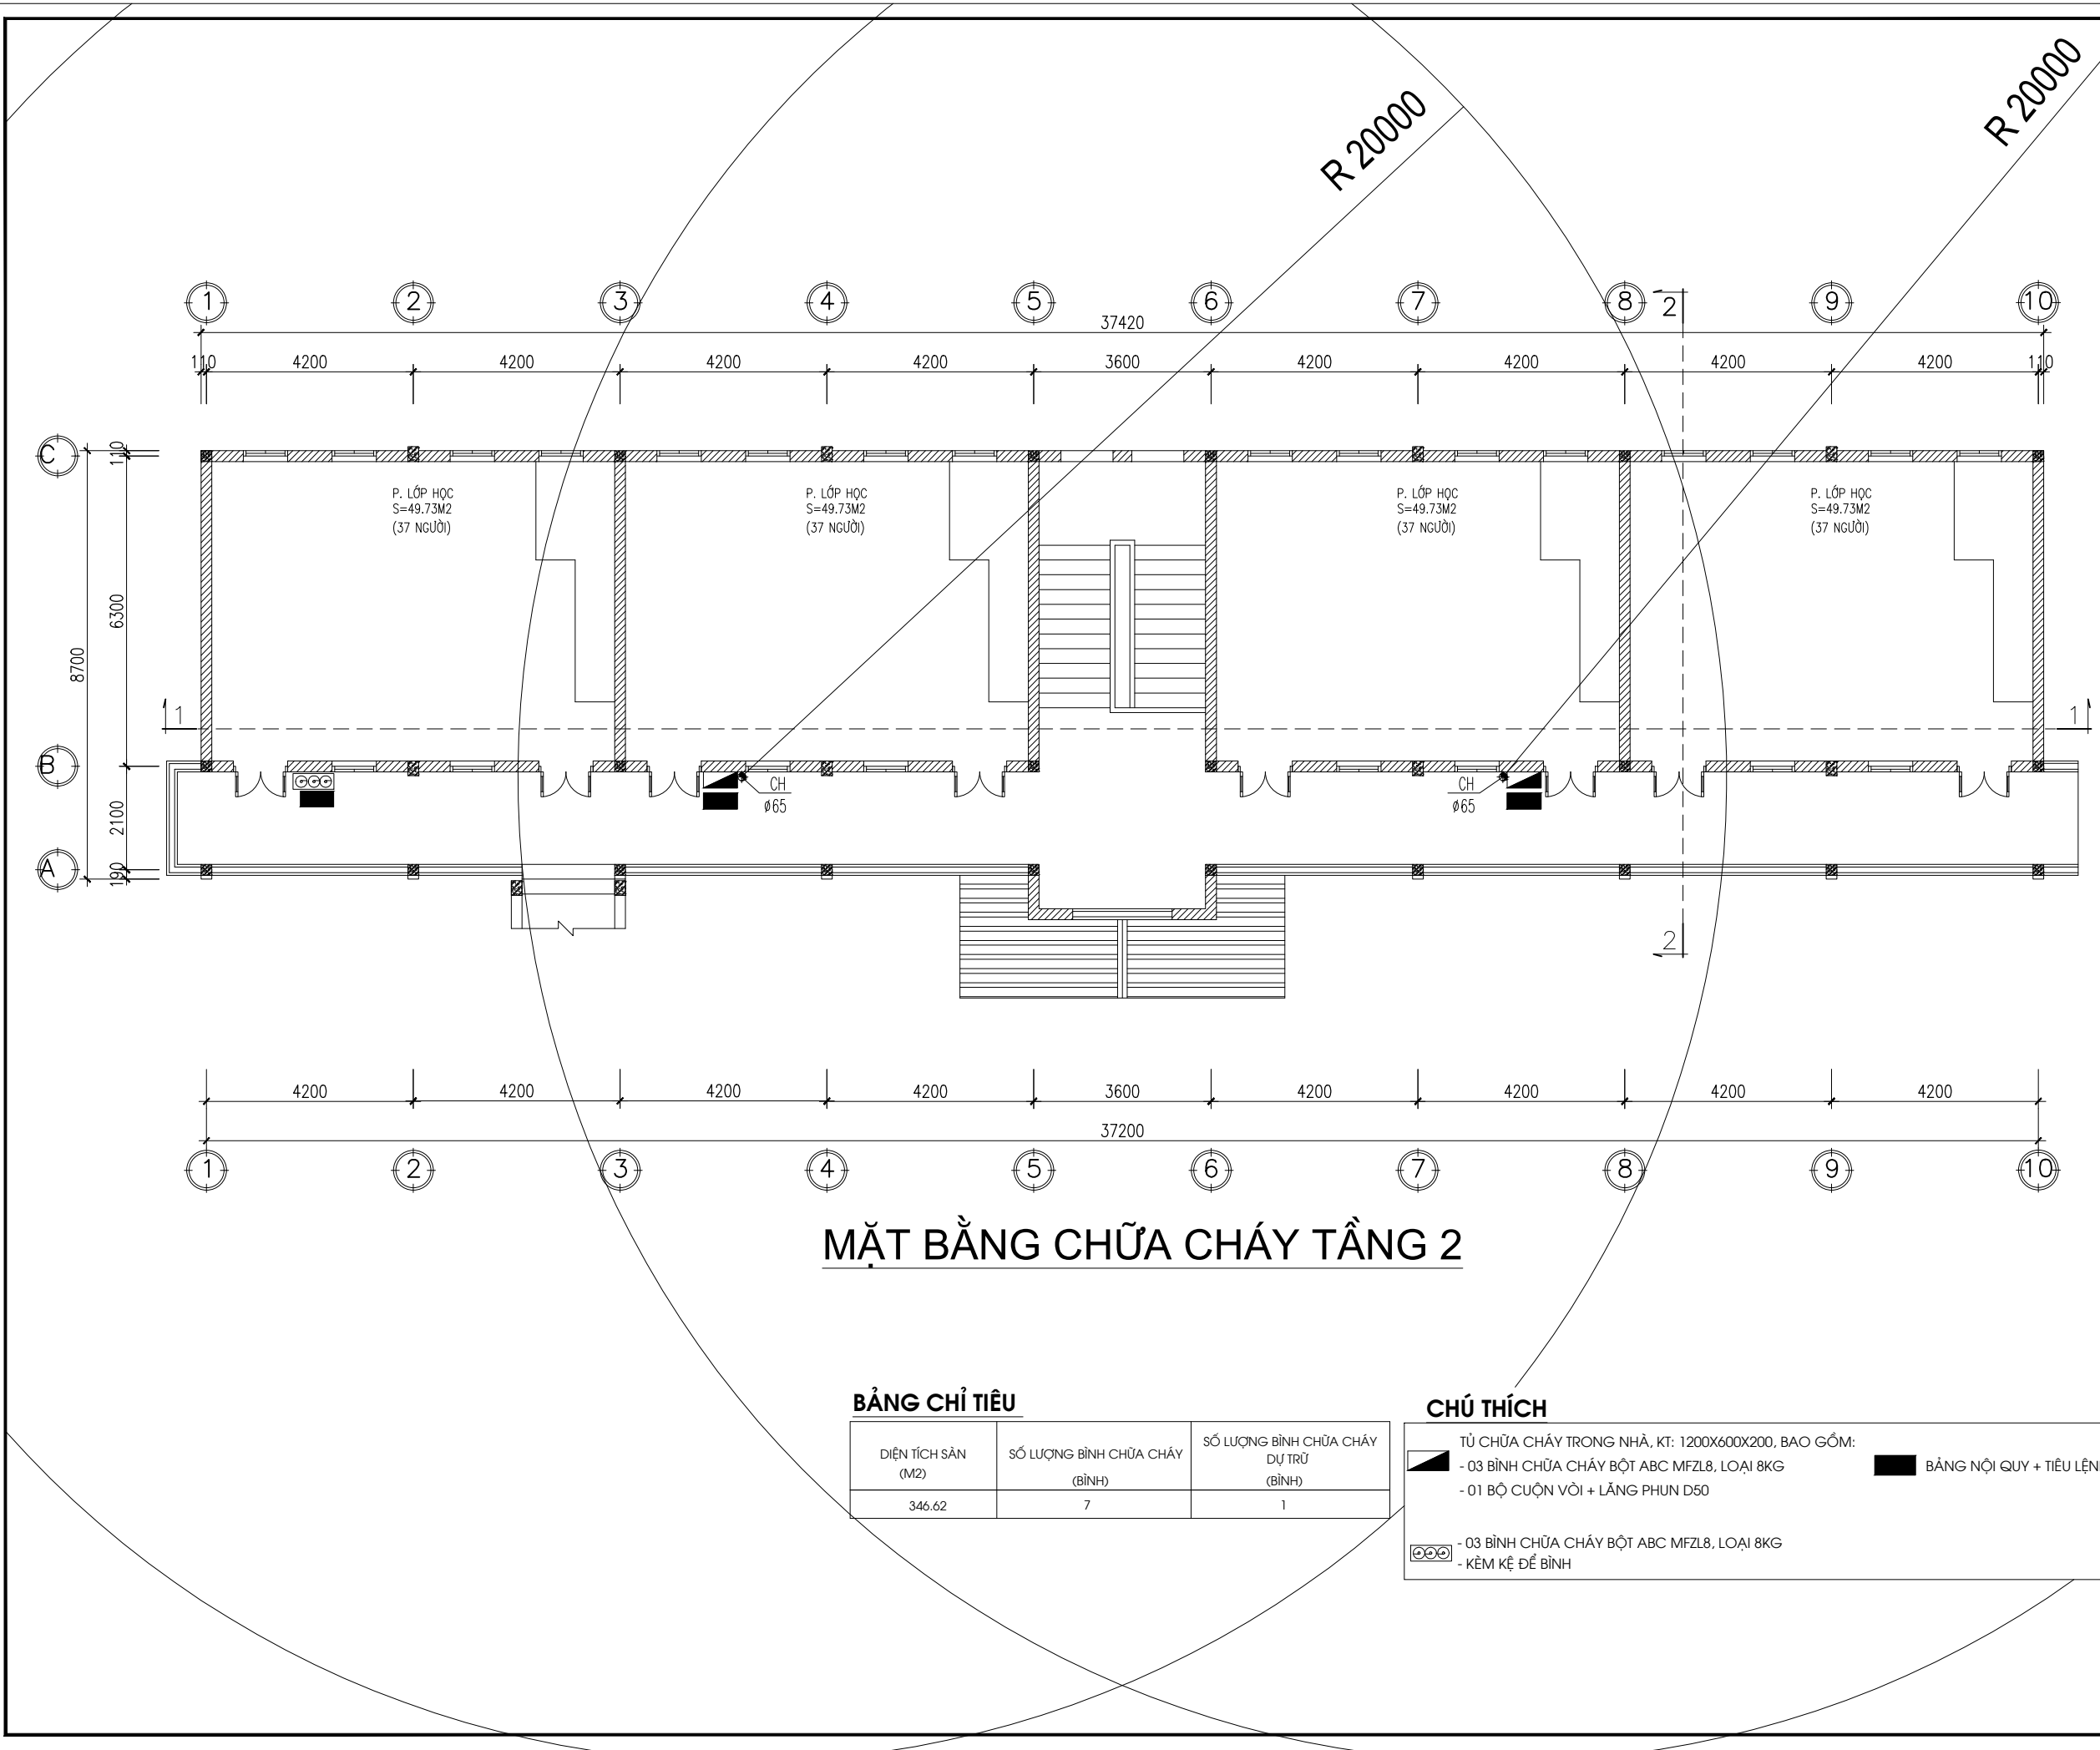 R 20000
R 20000
1 2 3 4 5 6 7 8 2 9 10
37420
110 4200 4200 4200 4200 3600 4200 4200 4200 4200 110
C
110
P. LỚP HỌC
S=49.73M2
(37 NGƯỜI)
P. LỚP HỌC
S=49.73M2
(37 NGƯỜI)
P. LỚP HỌC
S=49.73M2
(37 NGƯỜI)
P. LỚP HỌC
S=49.73M2
(37 NGƯỜI)
6300
8700
1
1
B
CH
Ø65
CH
Ø65
2100
A
190
2
4200 4200 4200 4200 3600 4200 4200 4200 4200
37200
1 2 3 4 5 6 7 8 9 10
MẶT BẰNG CHỮA CHÁY TẦNG 2
BẢNG CHỈ TIÊU
DIỆN TÍCH SÀN
(M2)
SỐ LƯỢNG BÌNH CHỮA CHÁY
(BÌNH)
SỐ LƯỢNG BÌNH CHỮA CHÁY
DỰ TRỮ
(BÌNH)
346.62 7 1
CHÚ THÍCH
TỦ CHỮA CHÁY TRONG NHÀ, KT: 1200X600X200, BAO GỒM:
- 03 BÌNH CHỮA CHÁY BỘT ABC MFZL8, LOẠI 8KG
- 01 BỘ CUỘN VÒI + LĂNG PHUN D50
BẢNG NỘI QUY + TIÊU LỆN
- 03 BÌNH CHỮA CHÁY BỘT ABC MFZL8, LOẠI 8KG
- KÈM KỆ ĐỂ BÌNH